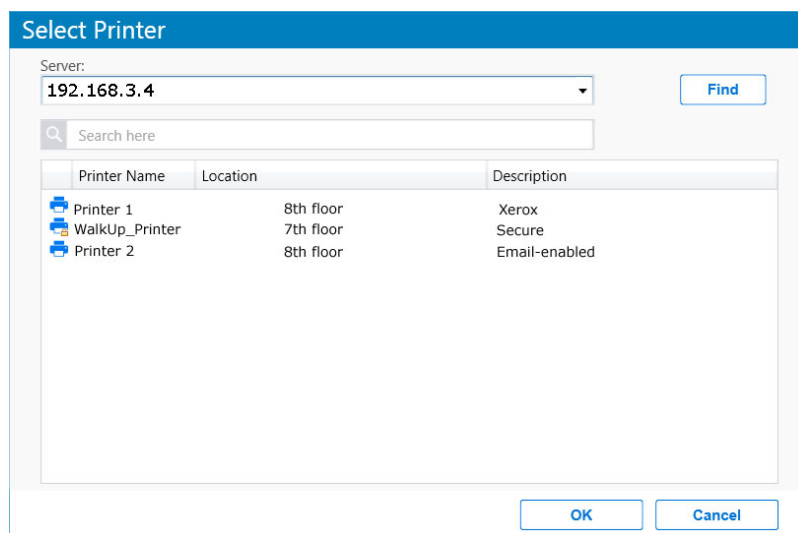 Select Printer
Server:
192.168.3.4
Find
Search here
Printer Name Location Description
Printer 1 8th floor Xerox
WalkUp_Printer 7th floor Secure
Printer 2 8th floor Email-enabled
OK Cancel